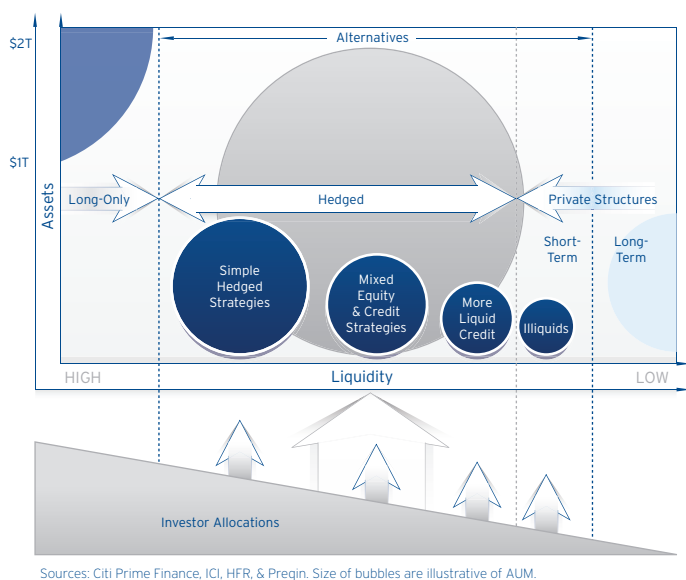 $2T
Alternatives
$1T
Assets
Long-Only
Hedged
Private Structures
Short-
Term
Long-
Term
Simple
Hedged
Strategies
Mixed
Equity
& Credit
Strategies
More
Liquid
Credit
Illiquids
HIGH
Liquidity
LOW
Investor Allocations
Sources: Citi Prime Finance, ICI, HFR, & Preqin. Size of bubbles are illustrative of AUM.